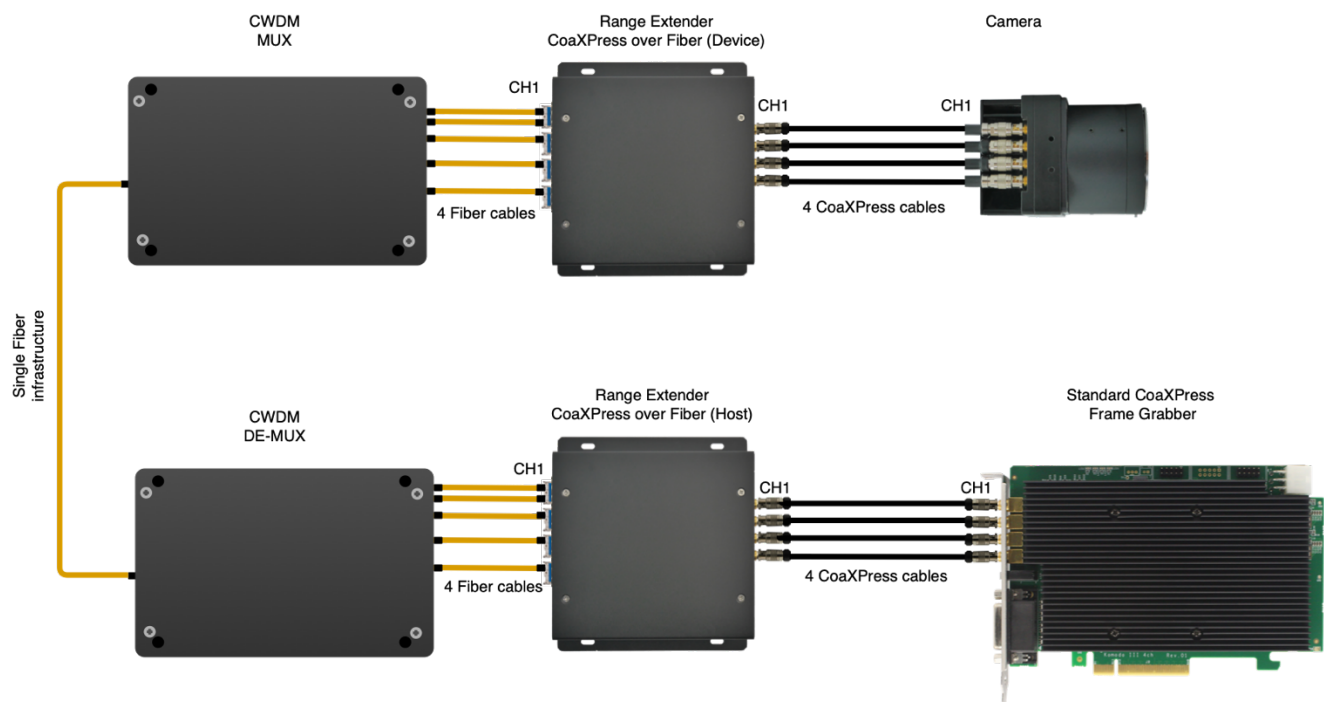 CWDM
MUX
Range Extender
CoaXPress over Fiber (Device)
Camera
CH1
CH1
CH1
4 Fiber cables
4 CoaXPress cables
Single Fiber
infrastructure
CWDM
DE-MUX
Range Extender
CoaXPress over Fiber (Host)
Standard CoaXPress
Frame Grabber
CH1
CH1
CH1
4 Fiber cables
4 CoaXPress cables